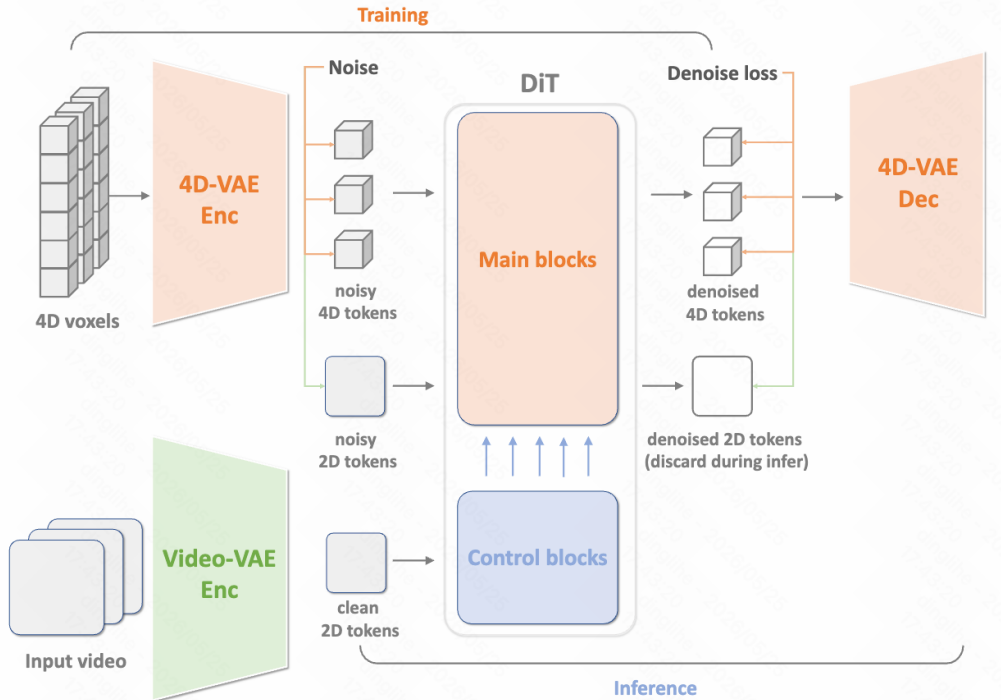 Training
Noise
DiT
Denoise loss
4D-VAE
Enc
4D-VAE
Dec
Main blocks
noisy
4D tokens
denoised
4D tokens
4D voxels
noisy
2D tokens
denoised 2D tokens
(discard during infer)
Video-VAE
Enc
Control blocks
clean
2D tokens
Input video
Inference